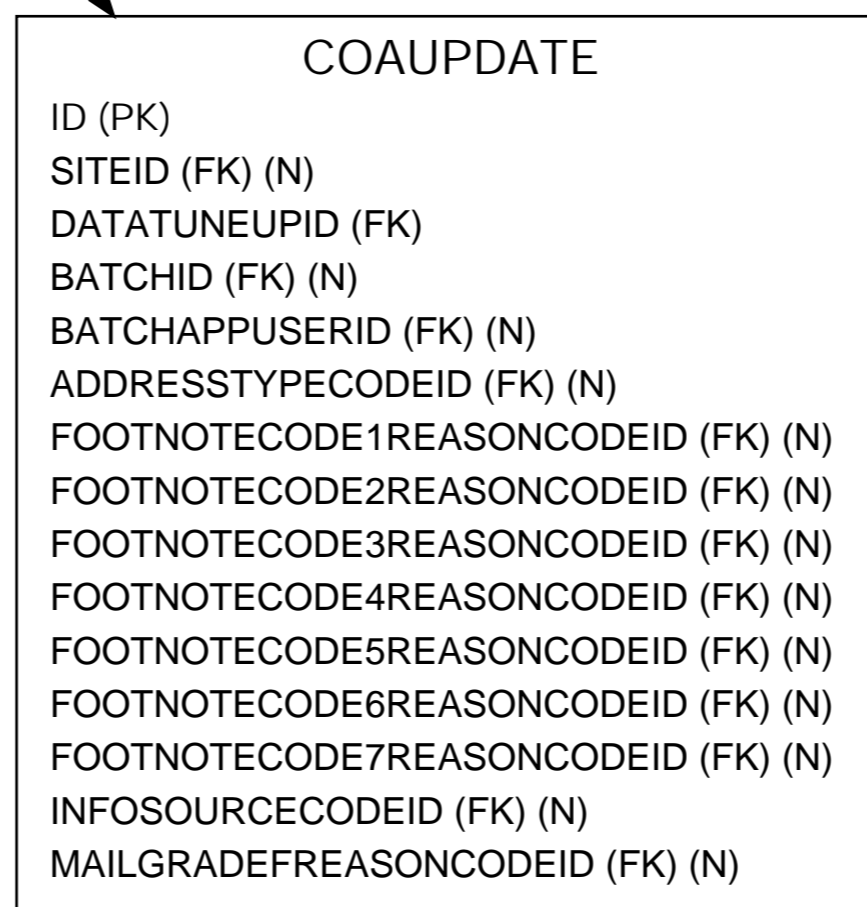 COAUPDATE
ID (PK)
SITEID (FK) (N)
DATATUNEUPID (FK)
BATCHID (FK) (N)
BATCHAPPUSERID (FK) (N)
ADDRESSTYPECODEID (FK) (N)
FOOTNOTECODE1REASONCODEID (FK) (N)
FOOTNOTECODE2REASONCODEID (FK) (N)
FOOTNOTECODE3REASONCODEID (FK) (N)
FOOTNOTECODE4REASONCODEID (FK) (N)
FOOTNOTECODE5REASONCODEID (FK) (N)
FOOTNOTECODE6REASONCODEID (FK) (N)
FOOTNOTECODE7REASONCODEID (FK) (N)
INFOSOURCECODEID (FK) (N)
MAILGRADEFREASONCODEID (FK) (N)